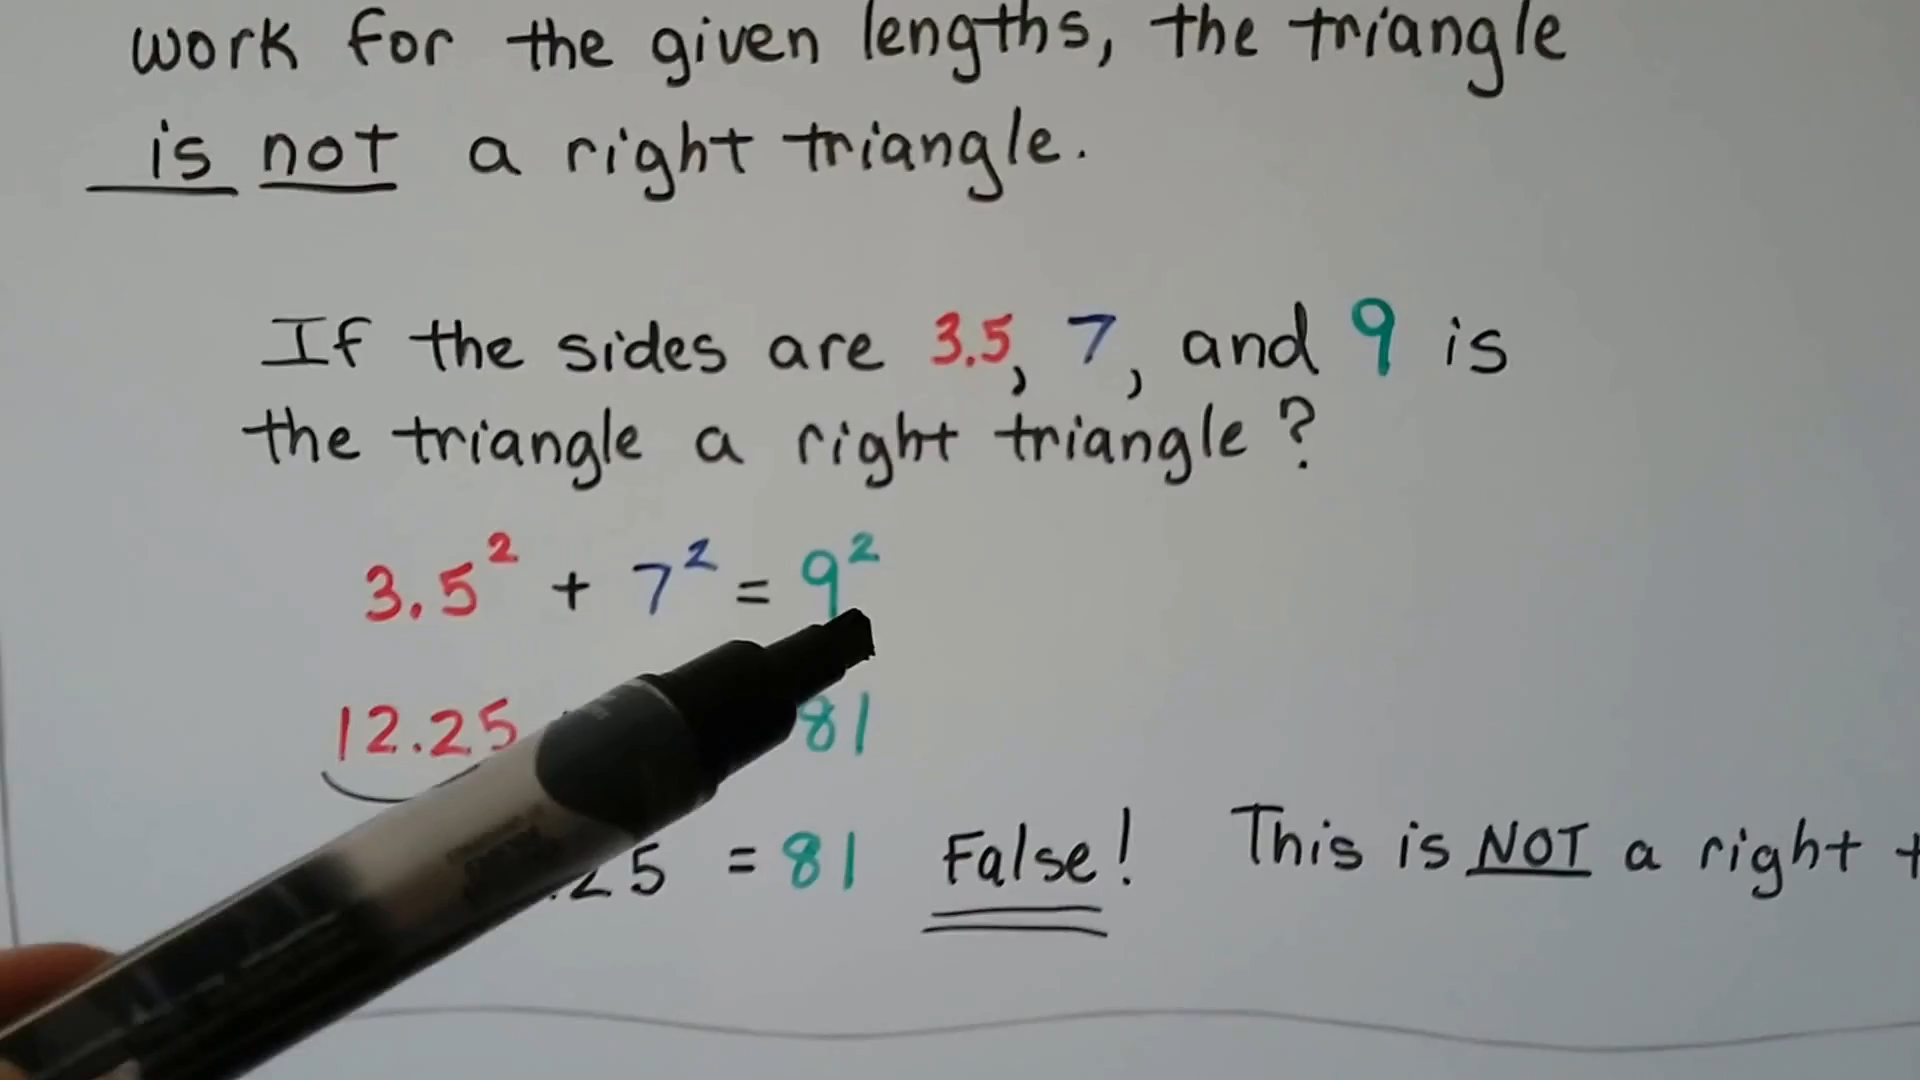 work for the given lengths, the triangle
is not a right triangle.
If the sides are 3.5, 7, and 9 is
the triangle a right triangle?
3.5² + 7² = 9²
12.25 81
.25 = 81 False! This is NOT a right t